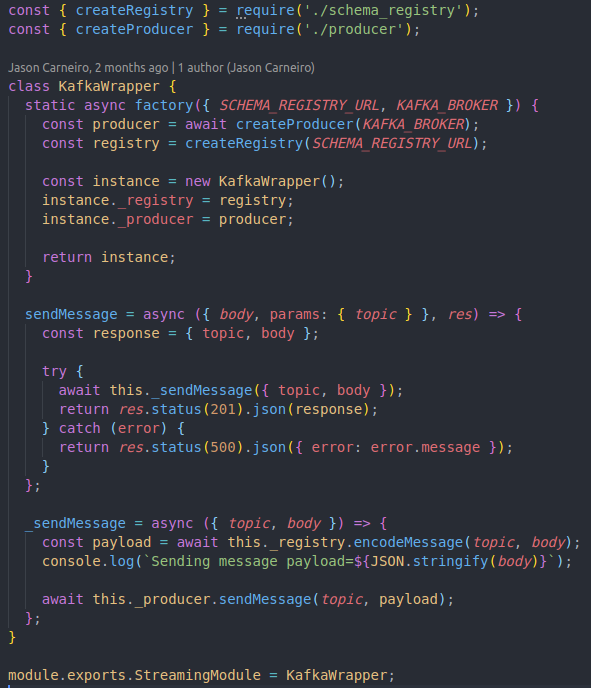 const { createRegistry } = require('./schema_registry');
const { createProducer } = require('./producer');
Jason Carneiro, 2 months ago | 1 author (Jason Carneiro)
class KafkaWrapper {
  static async factory({ SCHEMA_REGISTRY_URL, KAFKA_BROKER }) {
    const producer = await createProducer(KAFKA_BROKER);
    const registry = createRegistry(SCHEMA_REGISTRY_URL);

    const instance = new KafkaWrapper();
    instance._registry = registry;
    instance._producer = producer;

    return instance;
  }

  sendMessage = async ({ body, params: { topic } }, res) => {
    const response = { topic, body };

    try {
      await this._sendMessage({ topic, body });
      return res.status(201).json(response);
    } catch (error) {
      return res.status(500).json({ error: error.message });
    }
  };

  _sendMessage = async ({ topic, body }) => {
    const payload = await this._registry.encodeMessage(topic, body);
    console.log(`Sending message payload=${JSON.stringify(body)}`);

    await this._producer.sendMessage(topic, payload);
  };
}

module.exports.StreamingModule = KafkaWrapper;